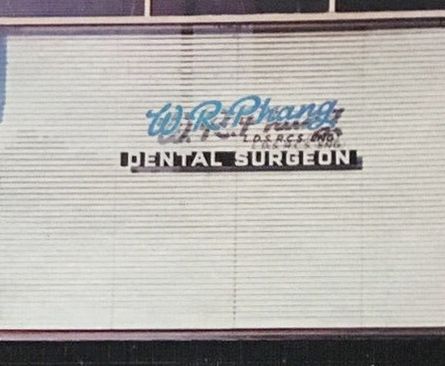 W.R.Phang
L.D.S. R.C.S. ENG
DENTAL SURGEON